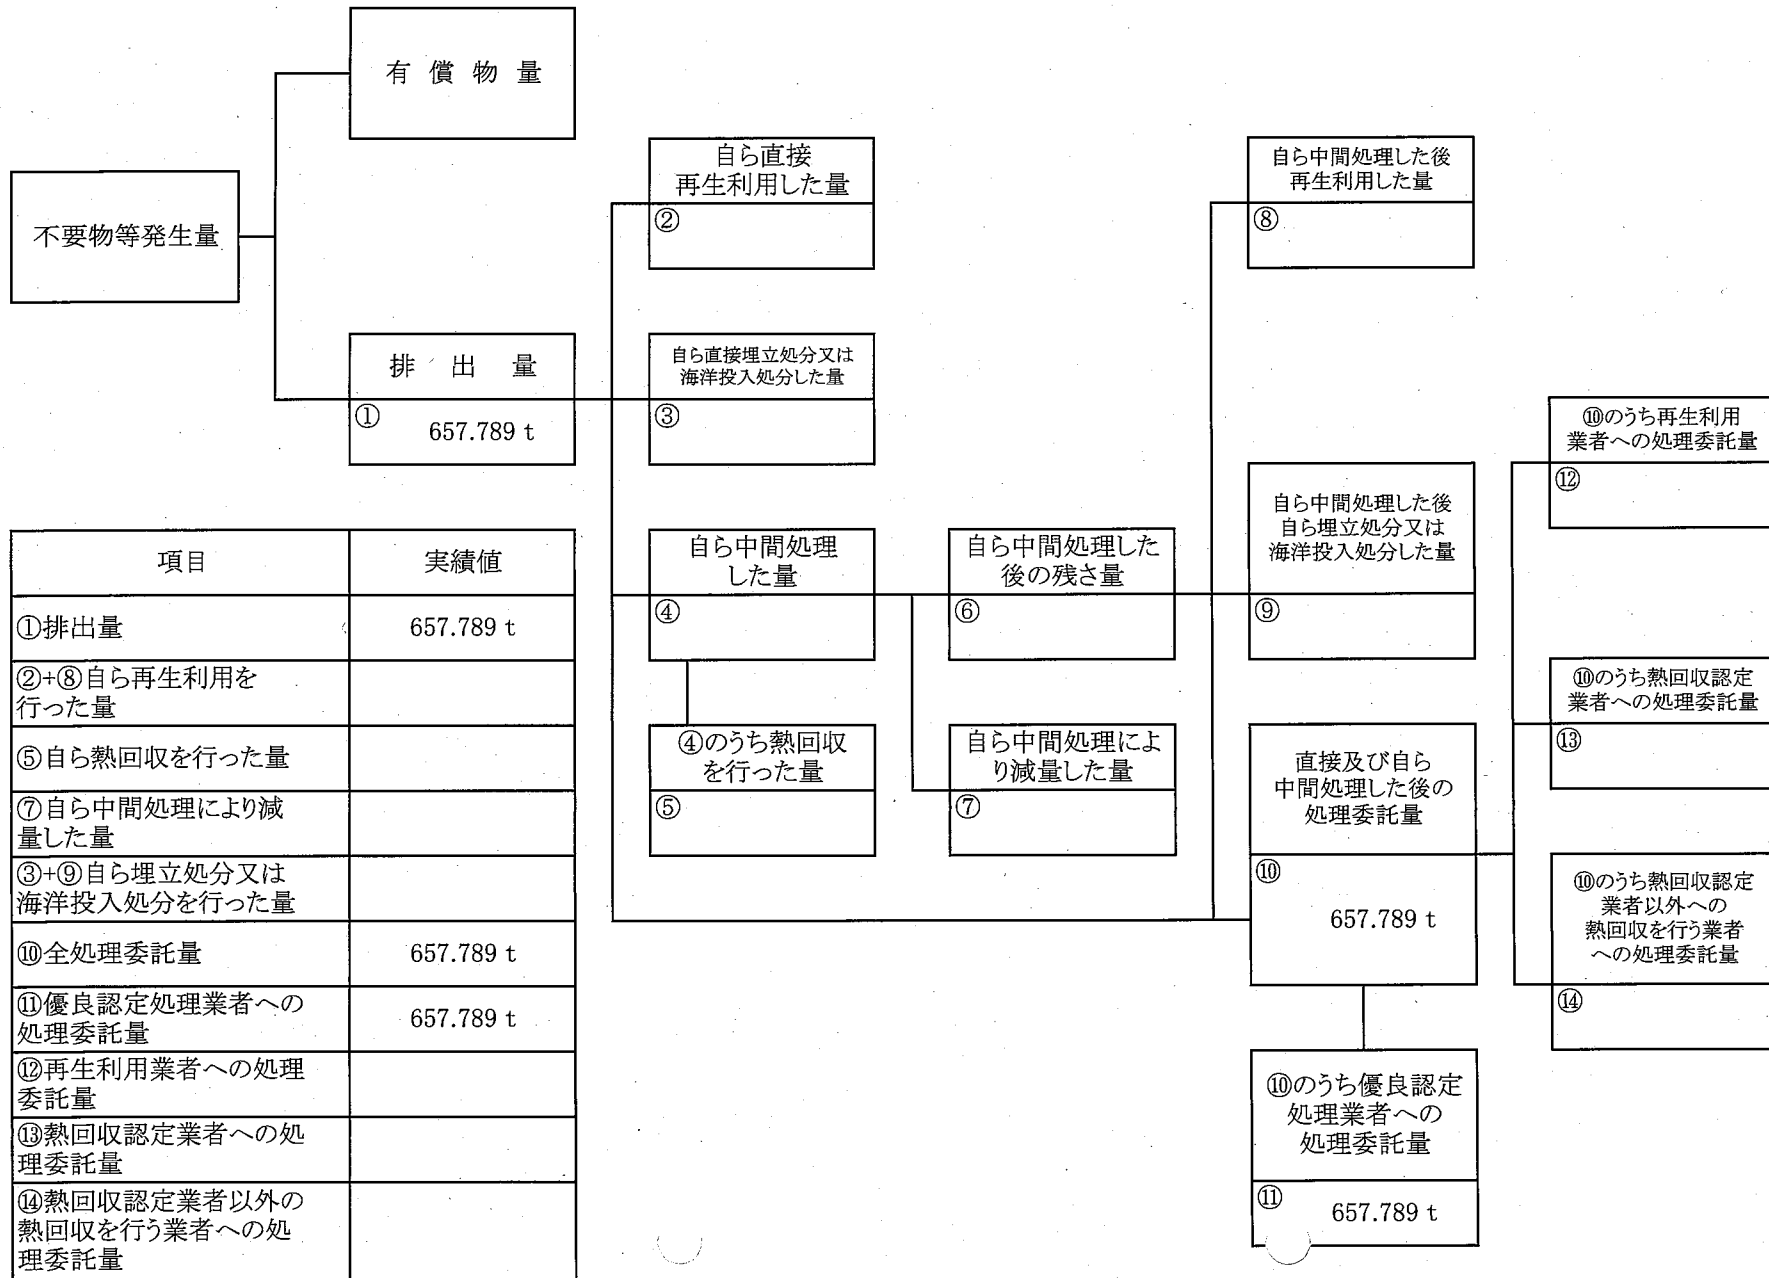 有 償 物 量
不要物等発生量
排 出 量
①
657.789 t
自ら直接
再生利用した量
②
自ら直接埋立処分又は
海洋投入処分した量
③
自ら中間処理
した量
④
④のうち熱回収
を行った量
⑤
自ら中間処理した
後の残さ量
⑥
自ら中間処理によ
り減量した量
⑦
自ら中間処理した後
再生利用した量
⑧
自ら中間処理した後
自ら埋立処分又は
海洋投入処分した量
⑨
直接及び自ら
中間処理した後の
処理委託量
⑩
657.789 t
⑩のうち優良認定
処理業者への
処理委託量
⑪
657.789 t
⑩のうち再生利用
業者への処理委託量
⑫
⑩のうち熱回収認定
業者への処理委託量
⑬
⑩のうち熱回収認定
業者以外への
熱回収を行う業者
への処理委託量
⑭
項目 実績値
①排出量 657.789 t
②+⑧自ら再生利用を
行った量
⑤自ら熱回収を行った量
⑦自ら中間処理により減
量した量
③+⑨自ら埋立処分又は
海洋投入処分を行った量
⑩全処理委託量 657.789 t
⑪優良認定処理業者への
処理委託量 657.789 t
⑫再生利用業者への処理
委託量
⑬熱回収認定業者への処
理委託量
⑭熱回収認定業者以外の
熱回収を行う業者への処
理委託量